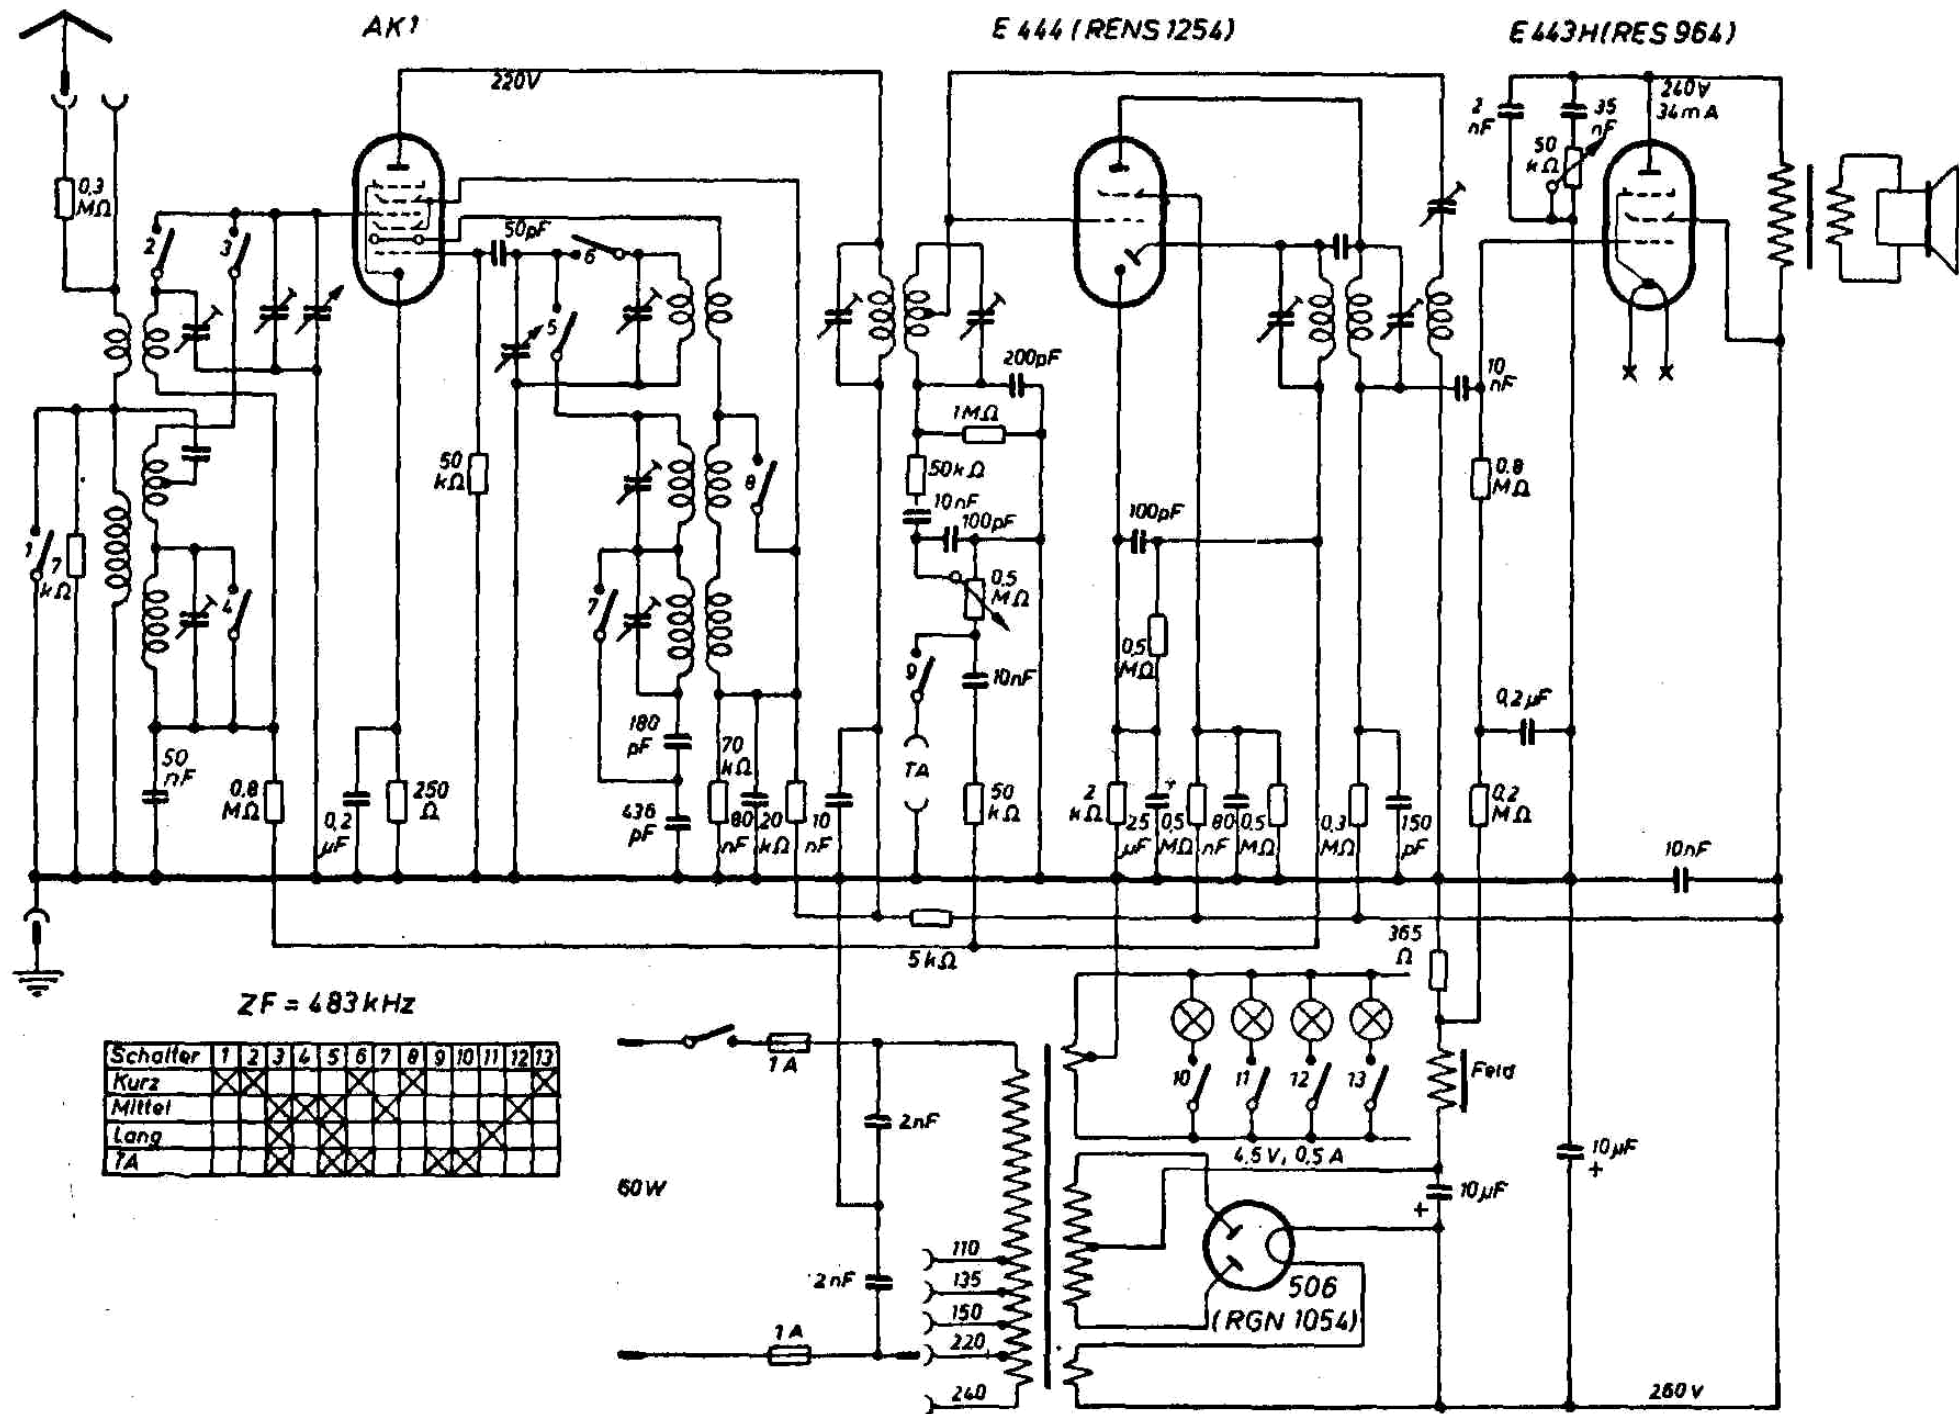 AK1
E 444 (RENS 1254)
E 443H (RES 964)
220V
240V
34mA
2
nF
35
nF
50
kΩ
0,3
MΩ
2
3
50pF
6
5
200pF
10
nF
1MΩ
50
kΩ
50kΩ
8
0,8
MΩ
10nF
100pF
100pF
1
7
kΩ
4
7
0,5
MΩ
0,5
MΩ
9
10nF
0,2µF
50
nF
180
pF
70
kΩ
TA
0,8
MΩ
0,2
µF
250
Ω
436
pF
80
nF
20
kΩ
10
nF
50
kΩ
2
kΩ
25
µF
0,5
MΩ
80
nF
0,5
MΩ
0,3
MΩ
150
pF
0,2
MΩ
10nF
5kΩ
365
Ω
ZF = 483kHz
Schalter 1 2 3 4 5 6 7 8 9 10 11 12 13
Kurz
Mittel
Lang
TA
1A
10
11
12
13
Feld
2nF
4,5V, 0,5A
10µF
+
60W
10µF
+
110
2nF
135
506
150
(RGN 1054)
1A
220
240
260V